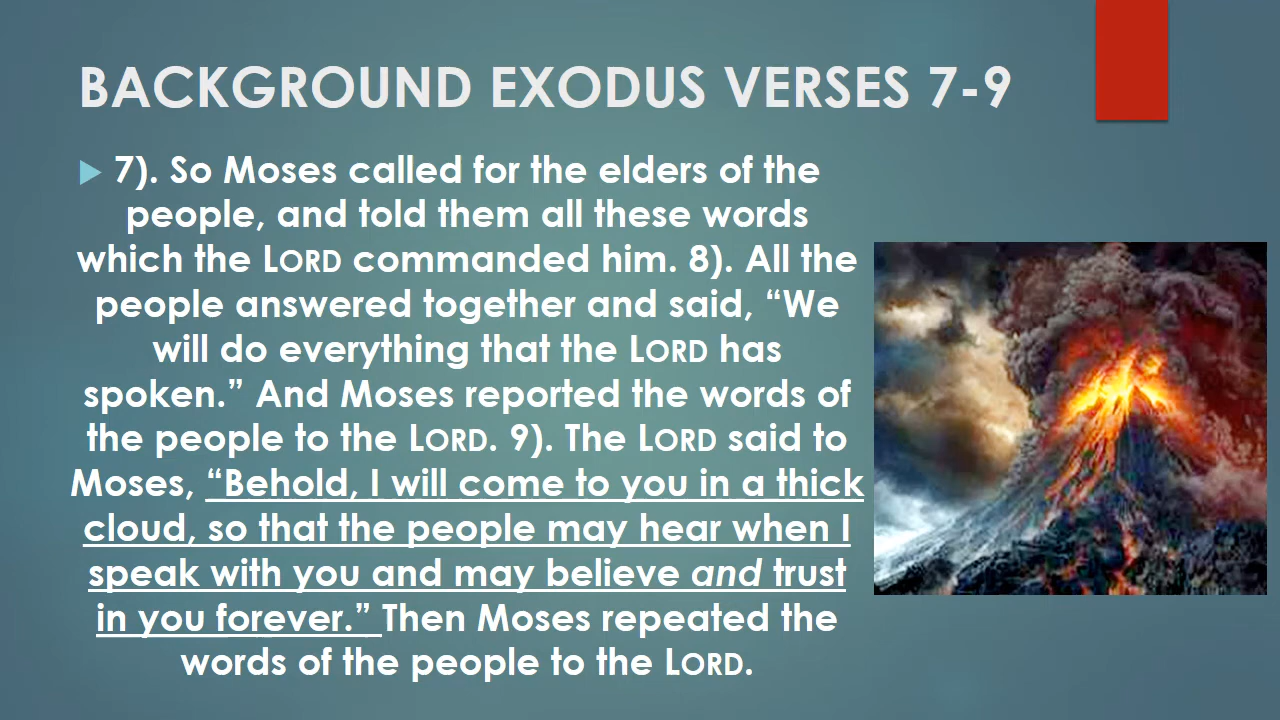 BACKGROUND EXODUS VERSES 7-9
7). So Moses called for the elders of the
people, and told them all these words
which the LORD commanded him. 8). All the
people answered together and said, “We
will do everything that the LORD has
spoken.” And Moses reported the words of
the people to the LORD. 9). The LORD said to
Moses, “Behold, I will come to you in a thick
cloud, so that the people may hear when I
speak with you and may believe and trust
in you forever.” Then Moses repeated the
words of the people to the LORD.